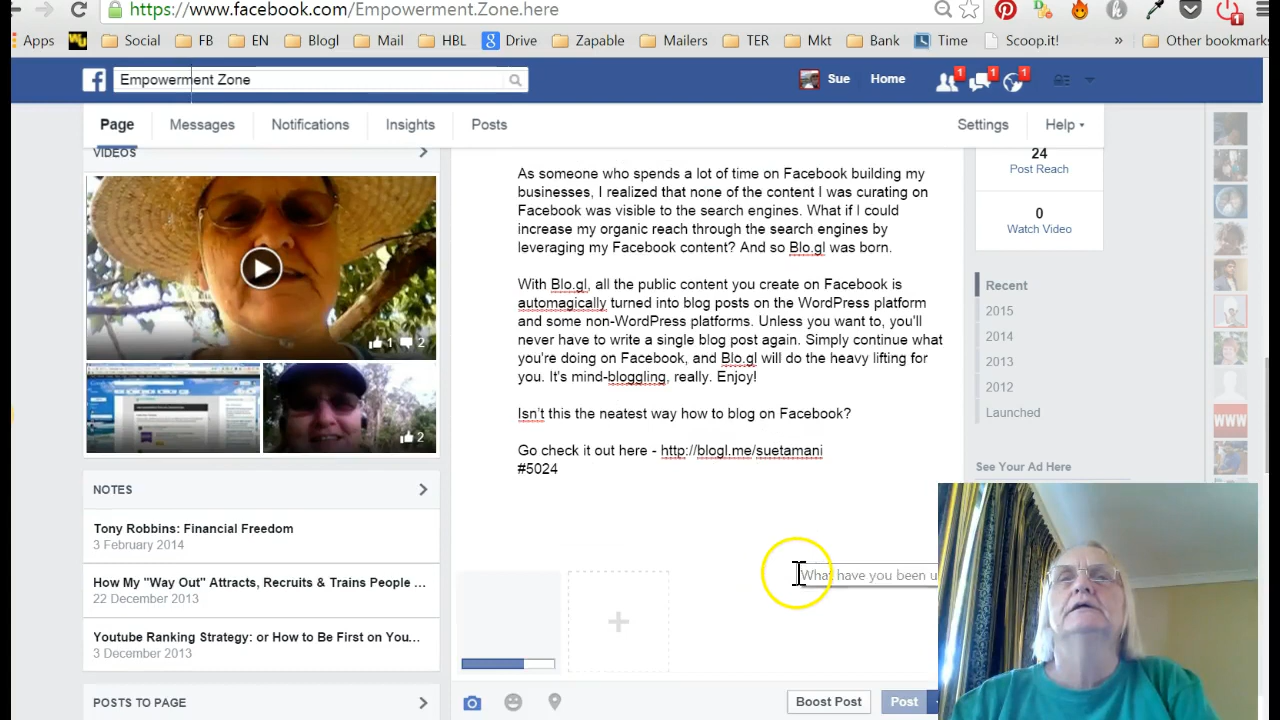 https://www.facebook.com/Empowerment.Zone.here
1
Apps Social FB EN Blogl Mail HBL Drive Zapable Mailers TER Mkt Bank Time Scoop.it! » Other bookmarks
Empowerment Zone
Sue Home 1 1 1
Page Messages Notifications Insights Posts Settings Help
VIDEOS
1 2
2
NOTES
Tony Robbins: Financial Freedom
3 February 2014
How My "Way Out" Attracts, Recruits & Trains People ...
22 December 2013
Youtube Ranking Strategy: or How to Be First on You...
3 December 2013
POSTS TO PAGE
As someone who spends a lot of time on Facebook building my
businesses, I realized that none of the content I was curating on
Facebook was visible to the search engines. What if I could
increase my organic reach through the search engines by
leveraging my Facebook content? And so Blo.gl was born.
With Blo.gl, all the public content you create on Facebook is
automagically turned into blog posts on the WordPress platform
and some non-WordPress platforms. Unless you want to, you'll
never have to write a single blog post again. Simply continue what
you're doing on Facebook, and Blo.gl will do the heavy lifting for
you. It's mind-bloggling, really. Enjoy!
Isn't this the neatest way how to blog on Facebook?
Go check it out here - http://blogl.me/suetamani
#5024
What have you been u
Boost Post Post
24
Post Reach
0
Watch Video
Recent
2015
2014
2013
2012
Launched
See Your Ad Here
WWW